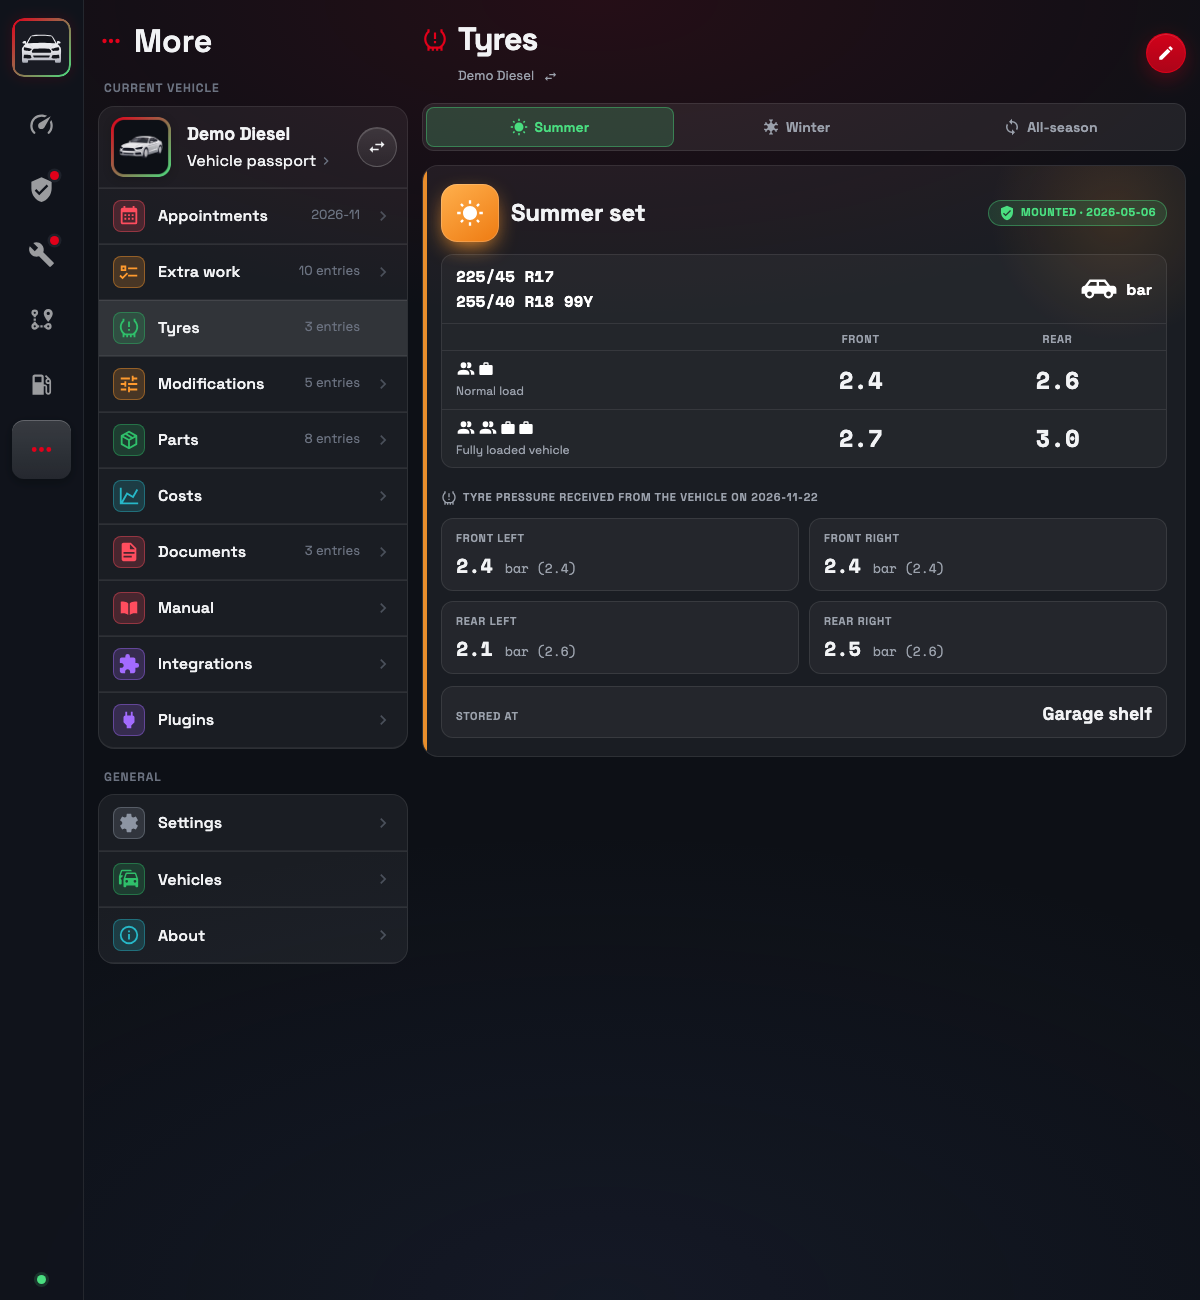 More
CURRENT VEHICLE
Demo Diesel
Vehicle passport
Appointments 2026-11
Extra work 10 entries
Tyres 3 entries
Modifications 5 entries
Parts 8 entries
Costs
Documents 3 entries
Manual
Integrations
Plugins
GENERAL
Settings
Vehicles
About
Tyres
Demo Diesel
Summer Winter All-season
Summer set
MOUNTED · 2026-05-06
225/45 R17
255/40 R18 99Y
bar
FRONT REAR
Normal load 2.4 2.6
Fully loaded vehicle 2.7 3.0
TYRE PRESSURE RECEIVED FROM THE VEHICLE ON 2026-11-22
FRONT LEFT
2.4 bar (2.4)
FRONT RIGHT
2.4 bar (2.4)
REAR LEFT
2.1 bar (2.6)
REAR RIGHT
2.5 bar (2.6)
STORED AT Garage shelf